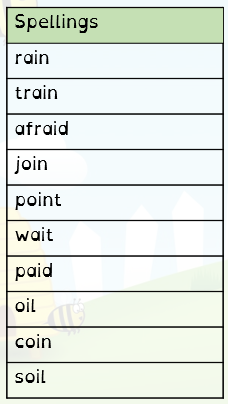 Spellings
rain
train
afraid
join
point
wait
paid
oil
coin
soil